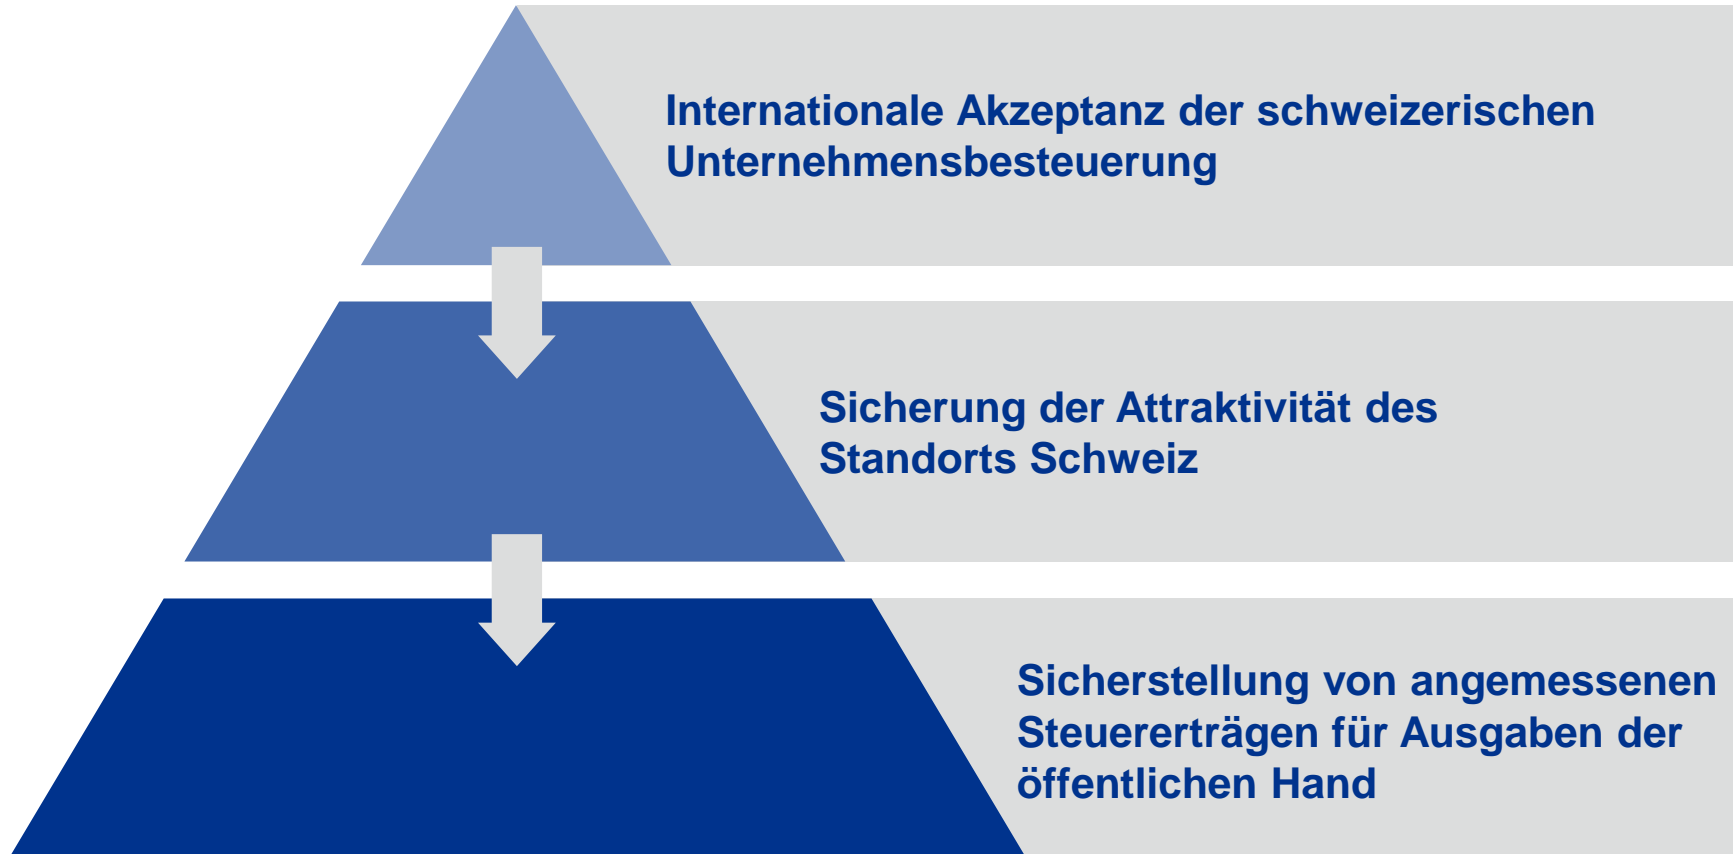 Internationale Akzeptanz der schweizerischen
Unternehmensbesteuerung
Sicherung der Attraktivität des
Standorts Schweiz
Sicherstellung von angemessenen
Steuererträgen für Ausgaben der
öffentlichen Hand